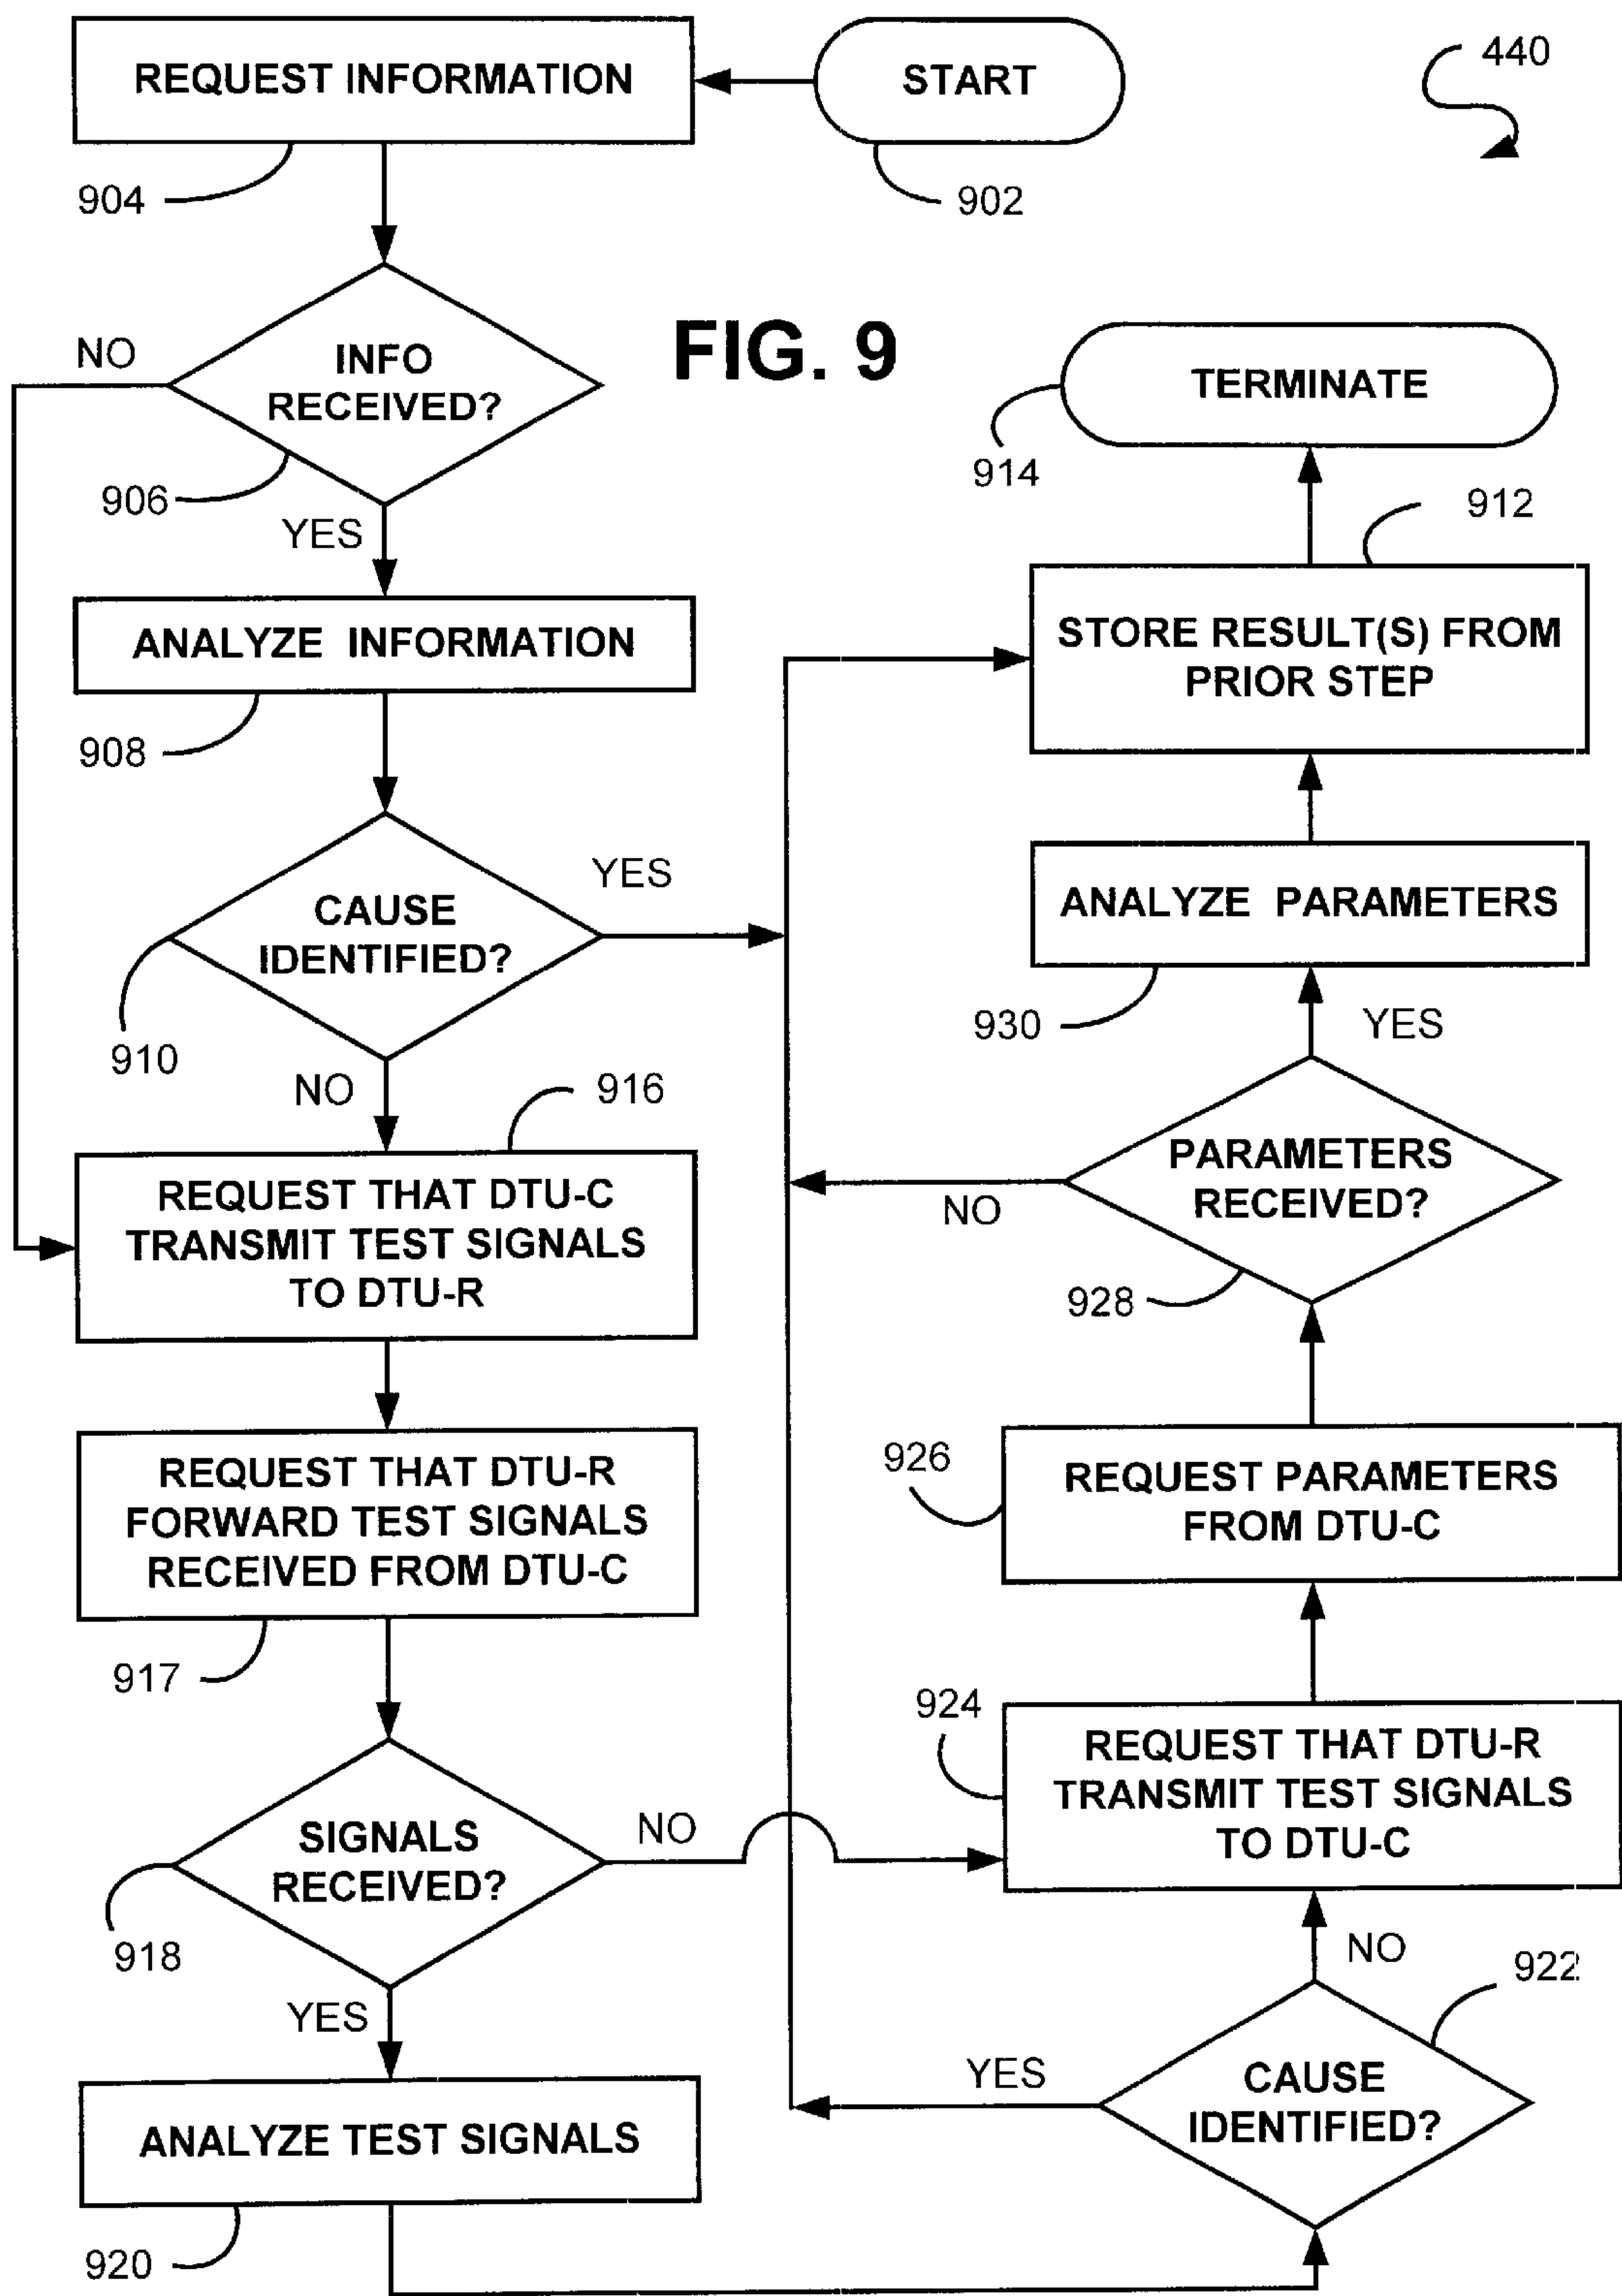 REQUEST INFORMATION
START
440
904
902
FIG. 9
NO
INFO
RECEIVED?
TERMINATE
906
914
912
YES
ANALYZE INFORMATION
STORE RESULT(S) FROM
PRIOR STEP
908
YES
CAUSE
IDENTIFIED?
ANALYZE PARAMETERS
910
930
YES
NO
916
PARAMETERS
RECEIVED?
NO
928
REQUEST THAT DTU-C
TRANSMIT TEST SIGNALS
TO DTU-R
REQUEST THAT DTU-R
FORWARD TEST SIGNALS
RECEIVED FROM DTU-C
926
REQUEST PARAMETERS
FROM DTU-C
917
924
REQUEST THAT DTU-R
TRANSMIT TEST SIGNALS
TO DTU-C
SIGNALS
RECEIVED?
NO
918
NO
922
YES
YES
CAUSE
IDENTIFIED?
ANALYZE TEST SIGNALS
920